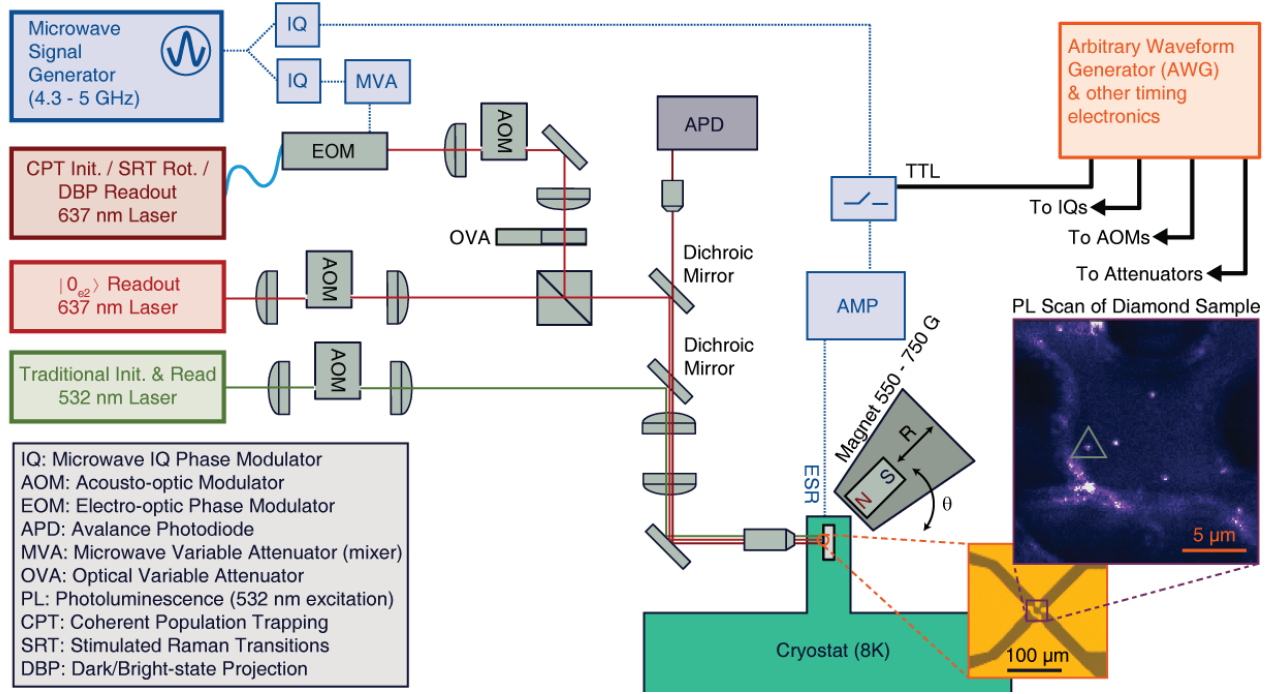 Microwave
Signal
Generator
(4.3 - 5 GHz)
IQ
IQ
MVA
EOM
AOM
APD
Arbitrary Waveform
Generator (AWG)
& other timing
electronics
CPT Init. / SRT Rot. /
DBP Readout
637 nm Laser
TTL
To IQs
To AOMs
To Attenuators
OVA
Dichroic
Mirror
|0e2⟩ Readout
637 nm Laser
AOM
AMP
PL Scan of Diamond Sample
Dichroic
Mirror
Traditional Init. & Read
532 nm Laser
AOM
Magnet 550 - 750 G
R
N
S
θ
ESR
5 µm
IQ: Microwave IQ Phase Modulator
AOM: Acousto-optic Modulator
EOM: Electro-optic Phase Modulator
APD: Avalance Photodiode
MVA: Microwave Variable Attenuator (mixer)
OVA: Optical Variable Attenuator
PL: Photoluminescence (532 nm excitation)
CPT: Coherent Population Trapping
SRT: Stimulated Raman Transitions
DBP: Dark/Bright-state Projection
Cryostat (8K)
100 µm